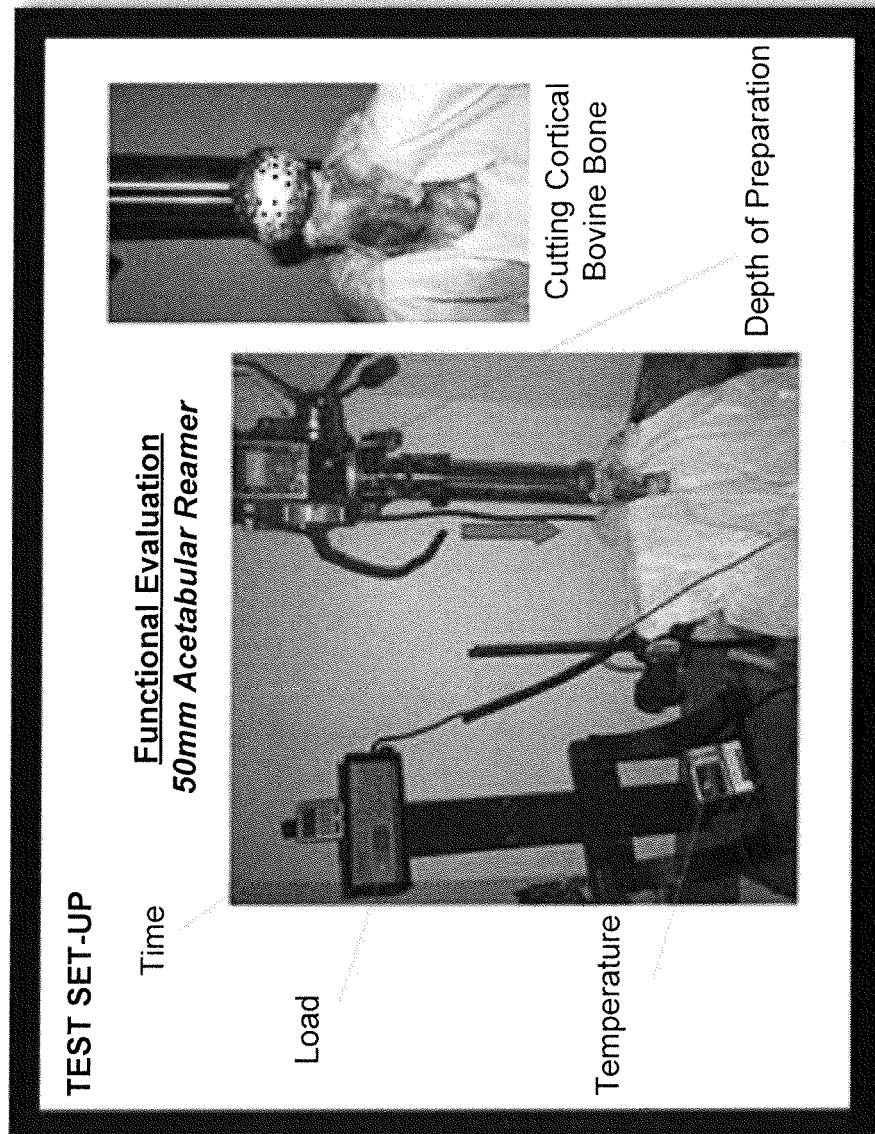 TEST SET-UP
Functional Evaluation
50mm Acetabular Reamer
Time
Load
Temperature
Cutting Cortical
Bovine Bone
Depth of Preparation